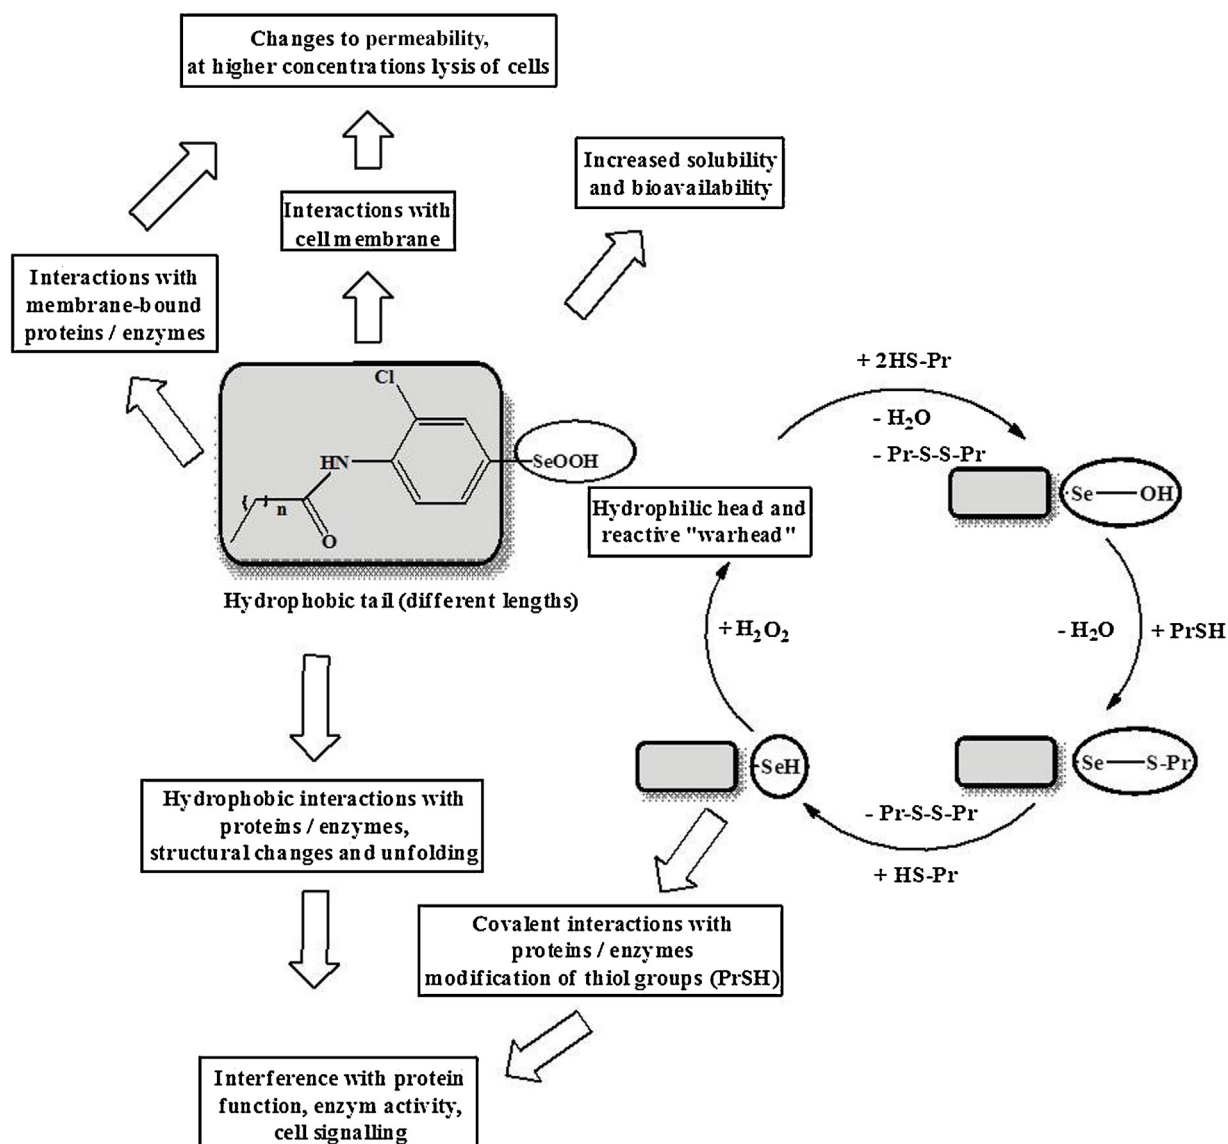 Changes to permeability,
at higher concentrations lysis of cells
Increased solubility
and bioavailability
Interactions with
cell membrane
Interactions with
membrane-bound
proteins / enzymes
Cl
HN
n
O
SeOOH
Hydrophilic head and
reactive "warhead"
Hydrophobic tail (different lengths)
+ 2HS-Pr
- H₂O
- Pr-S-S-Pr
Se OH
- H₂O + PrSH
Se S-Pr
- Pr-S-S-Pr
+ HS-Pr
SeH
+ H₂O₂
Hydrophobic interactions with
proteins / enzymes,
structural changes and unfolding
Covalent interactions with
proteins / enzymes
modification of thiol groups (PrSH)
Interference with protein
function, enzym activity,
cell signalling